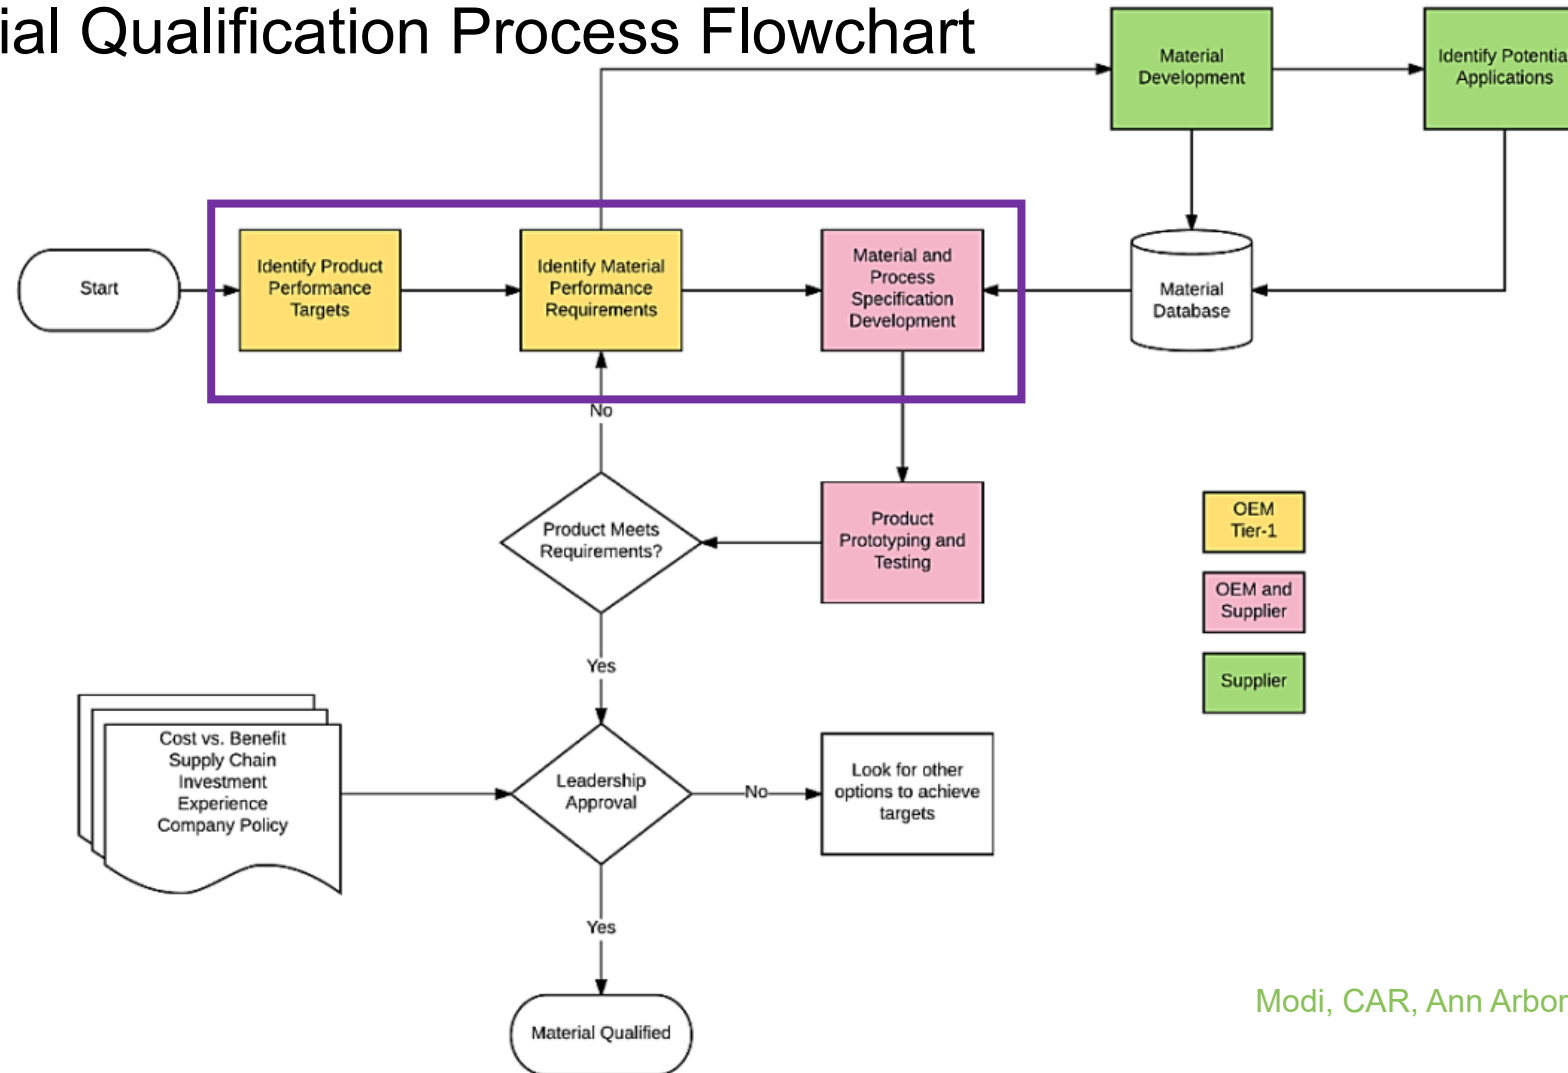 ial Qualification Process Flowchart
Material
Development
Identify Potentia
Applications
Start
Identify Product
Performance
Targets
Identify Material
Performance
Requirements
Material and
Process
Specification
Development
Material
Database
No
Product Meets
Requirements?
Product
Prototyping and
Testing
OEM
Tier-1
OEM and
Supplier
Supplier
Yes
Cost vs. Benefit
Supply Chain
Investment
Experience
Company Policy
Leadership
Approval
No
Look for other
options to achieve
targets
Yes
Material Qualified
Modi, CAR, Ann Arbor